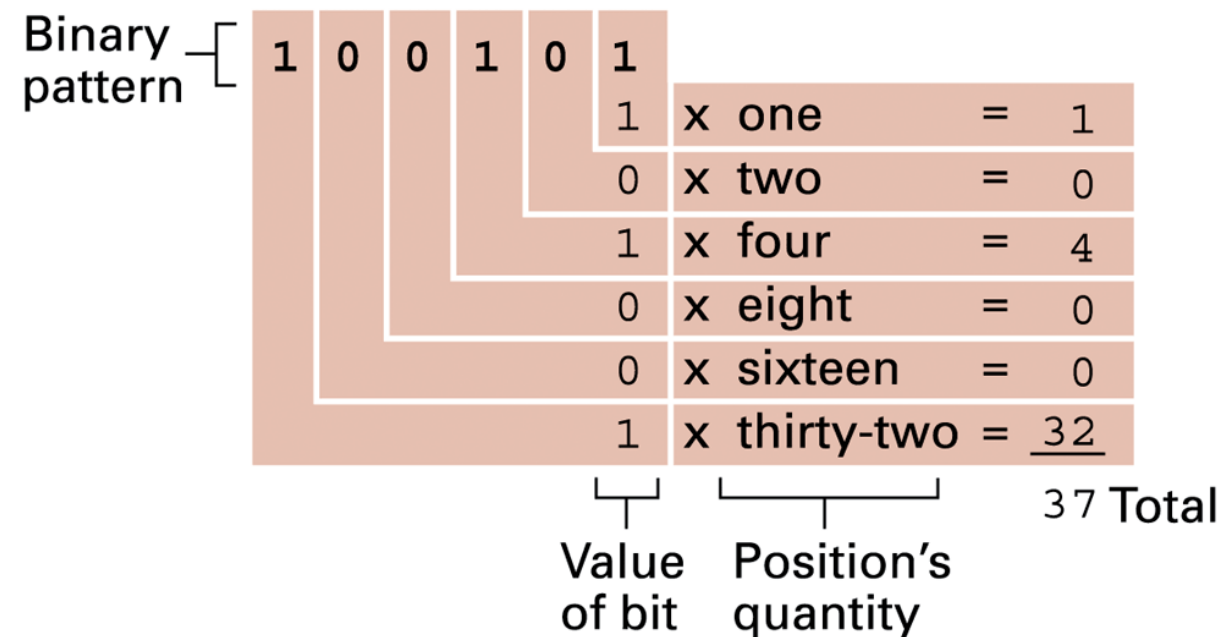 Binary
pattern
1 0 0 1 0 1
1 x one = 1
0 x two = 0
1 x four = 4
0 x eight = 0
0 x sixteen = 0
1 x thirty-two = 32
37 Total
Value
of bit
Position's
quantity